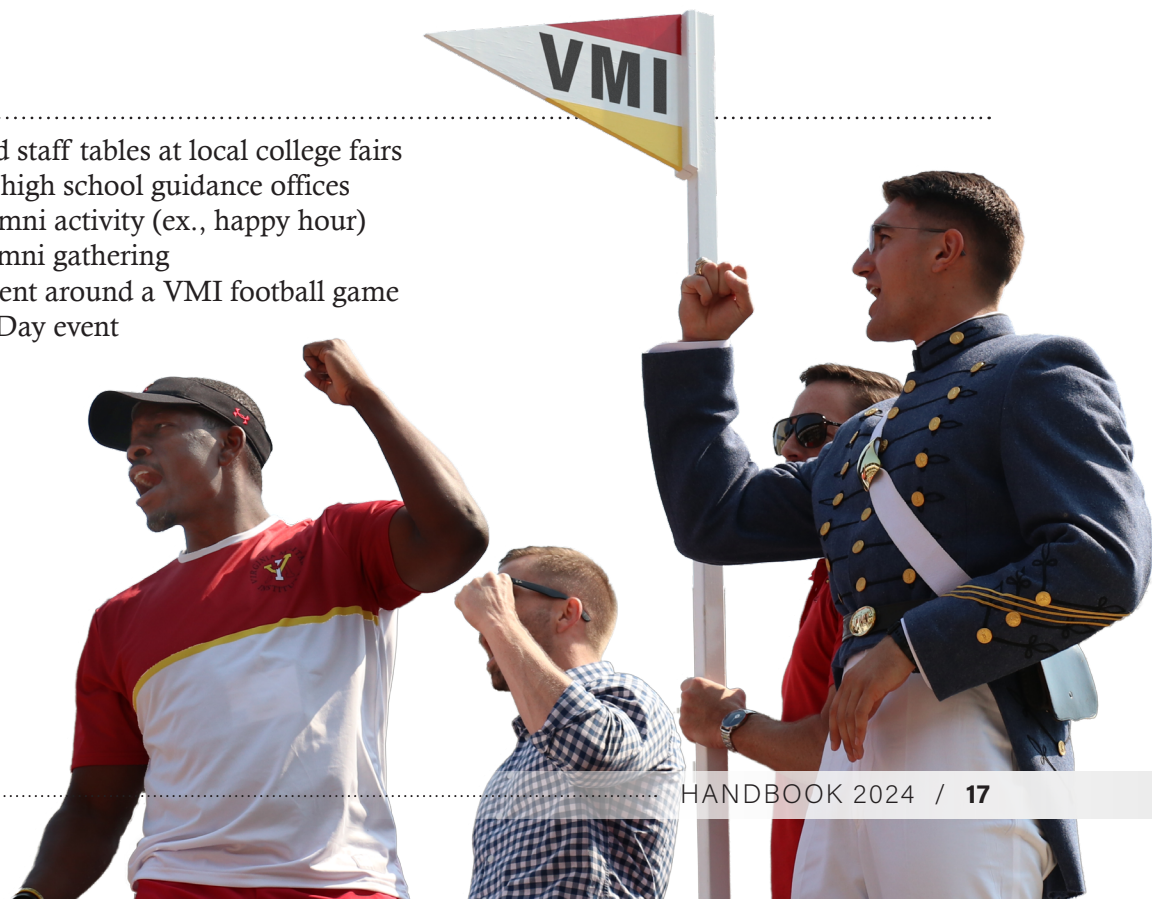 VMI
d staff tables at local college fairs
high school guidance offices
mni activity (ex., happy hour)
mni gathering
ent around a VMI football game
Day event
HANDBOOK 2024 / 17